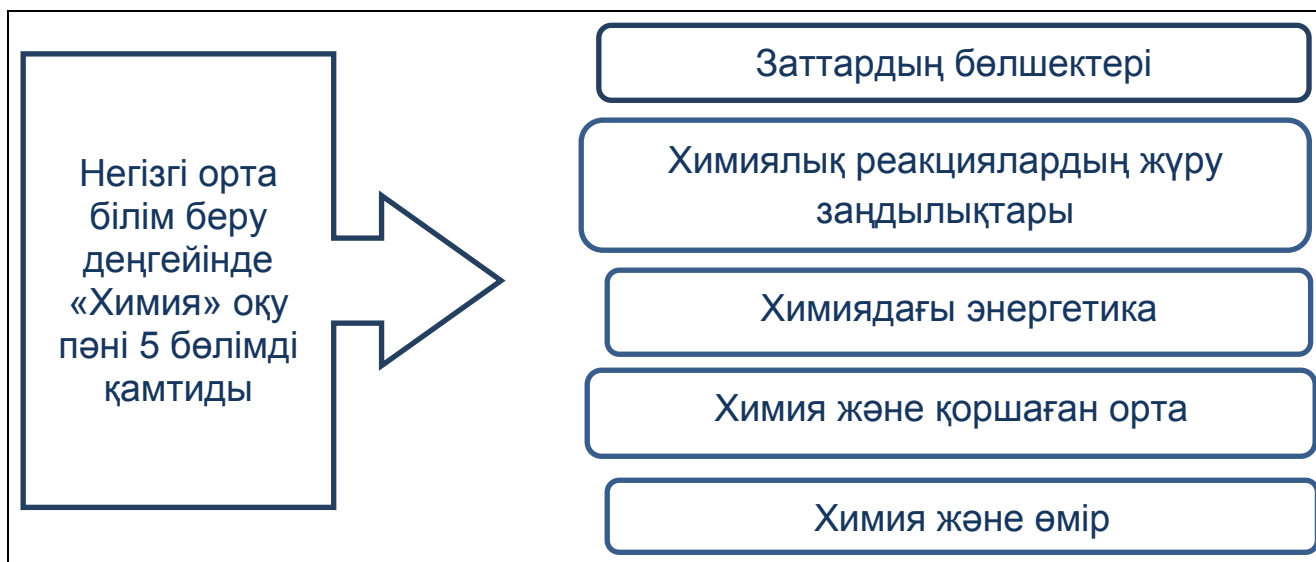 Негізгі орта
білім беру
деңгейінде
«Химия» оқу
пәні 5 бөлімді
қамтиды
Заттардың бөлшектері
Химиялық реакциялардың жүру
заңдылықтары
Химиядағы энергетика
Химия және қоршаған орта
Химия және өмір